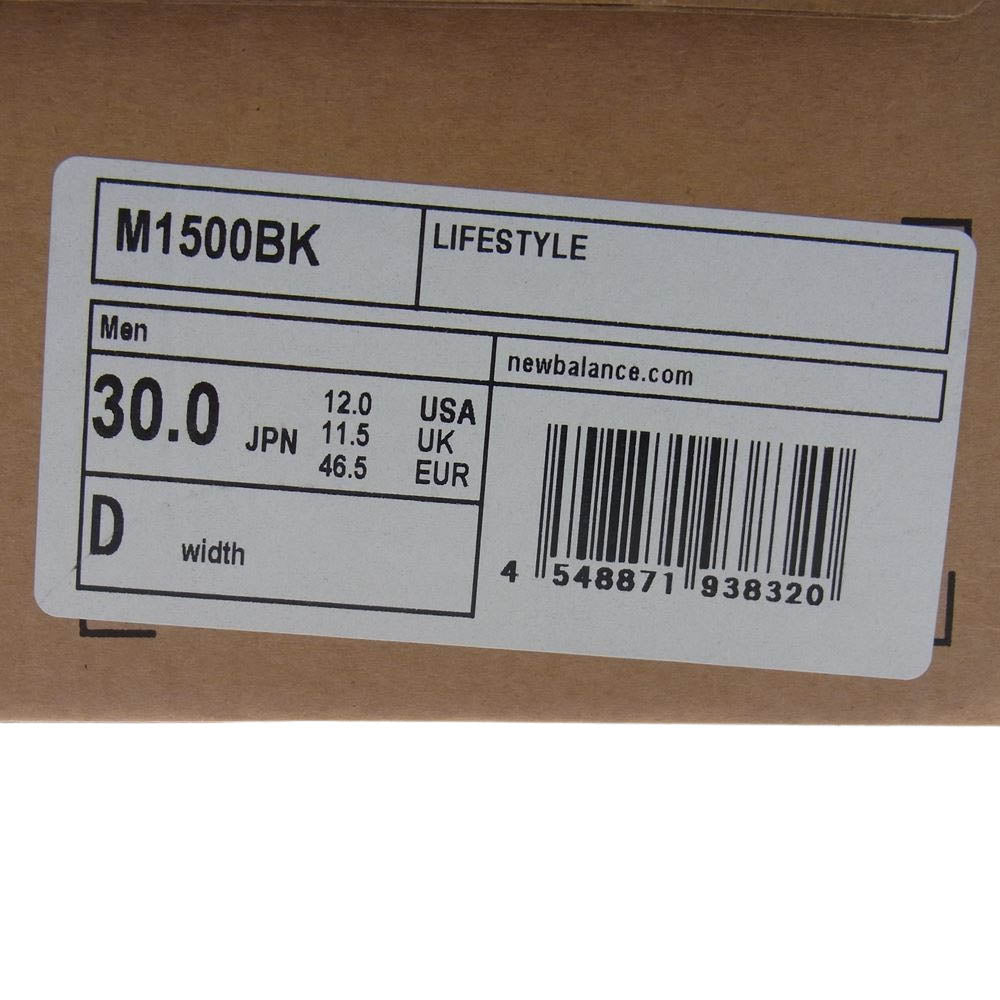 M1500BK
LIFESTYLE
Men
newbalance.com
30.0 JPN
12.0 USA
11.5 UK
46.5 EUR
D width
4 548871 938320